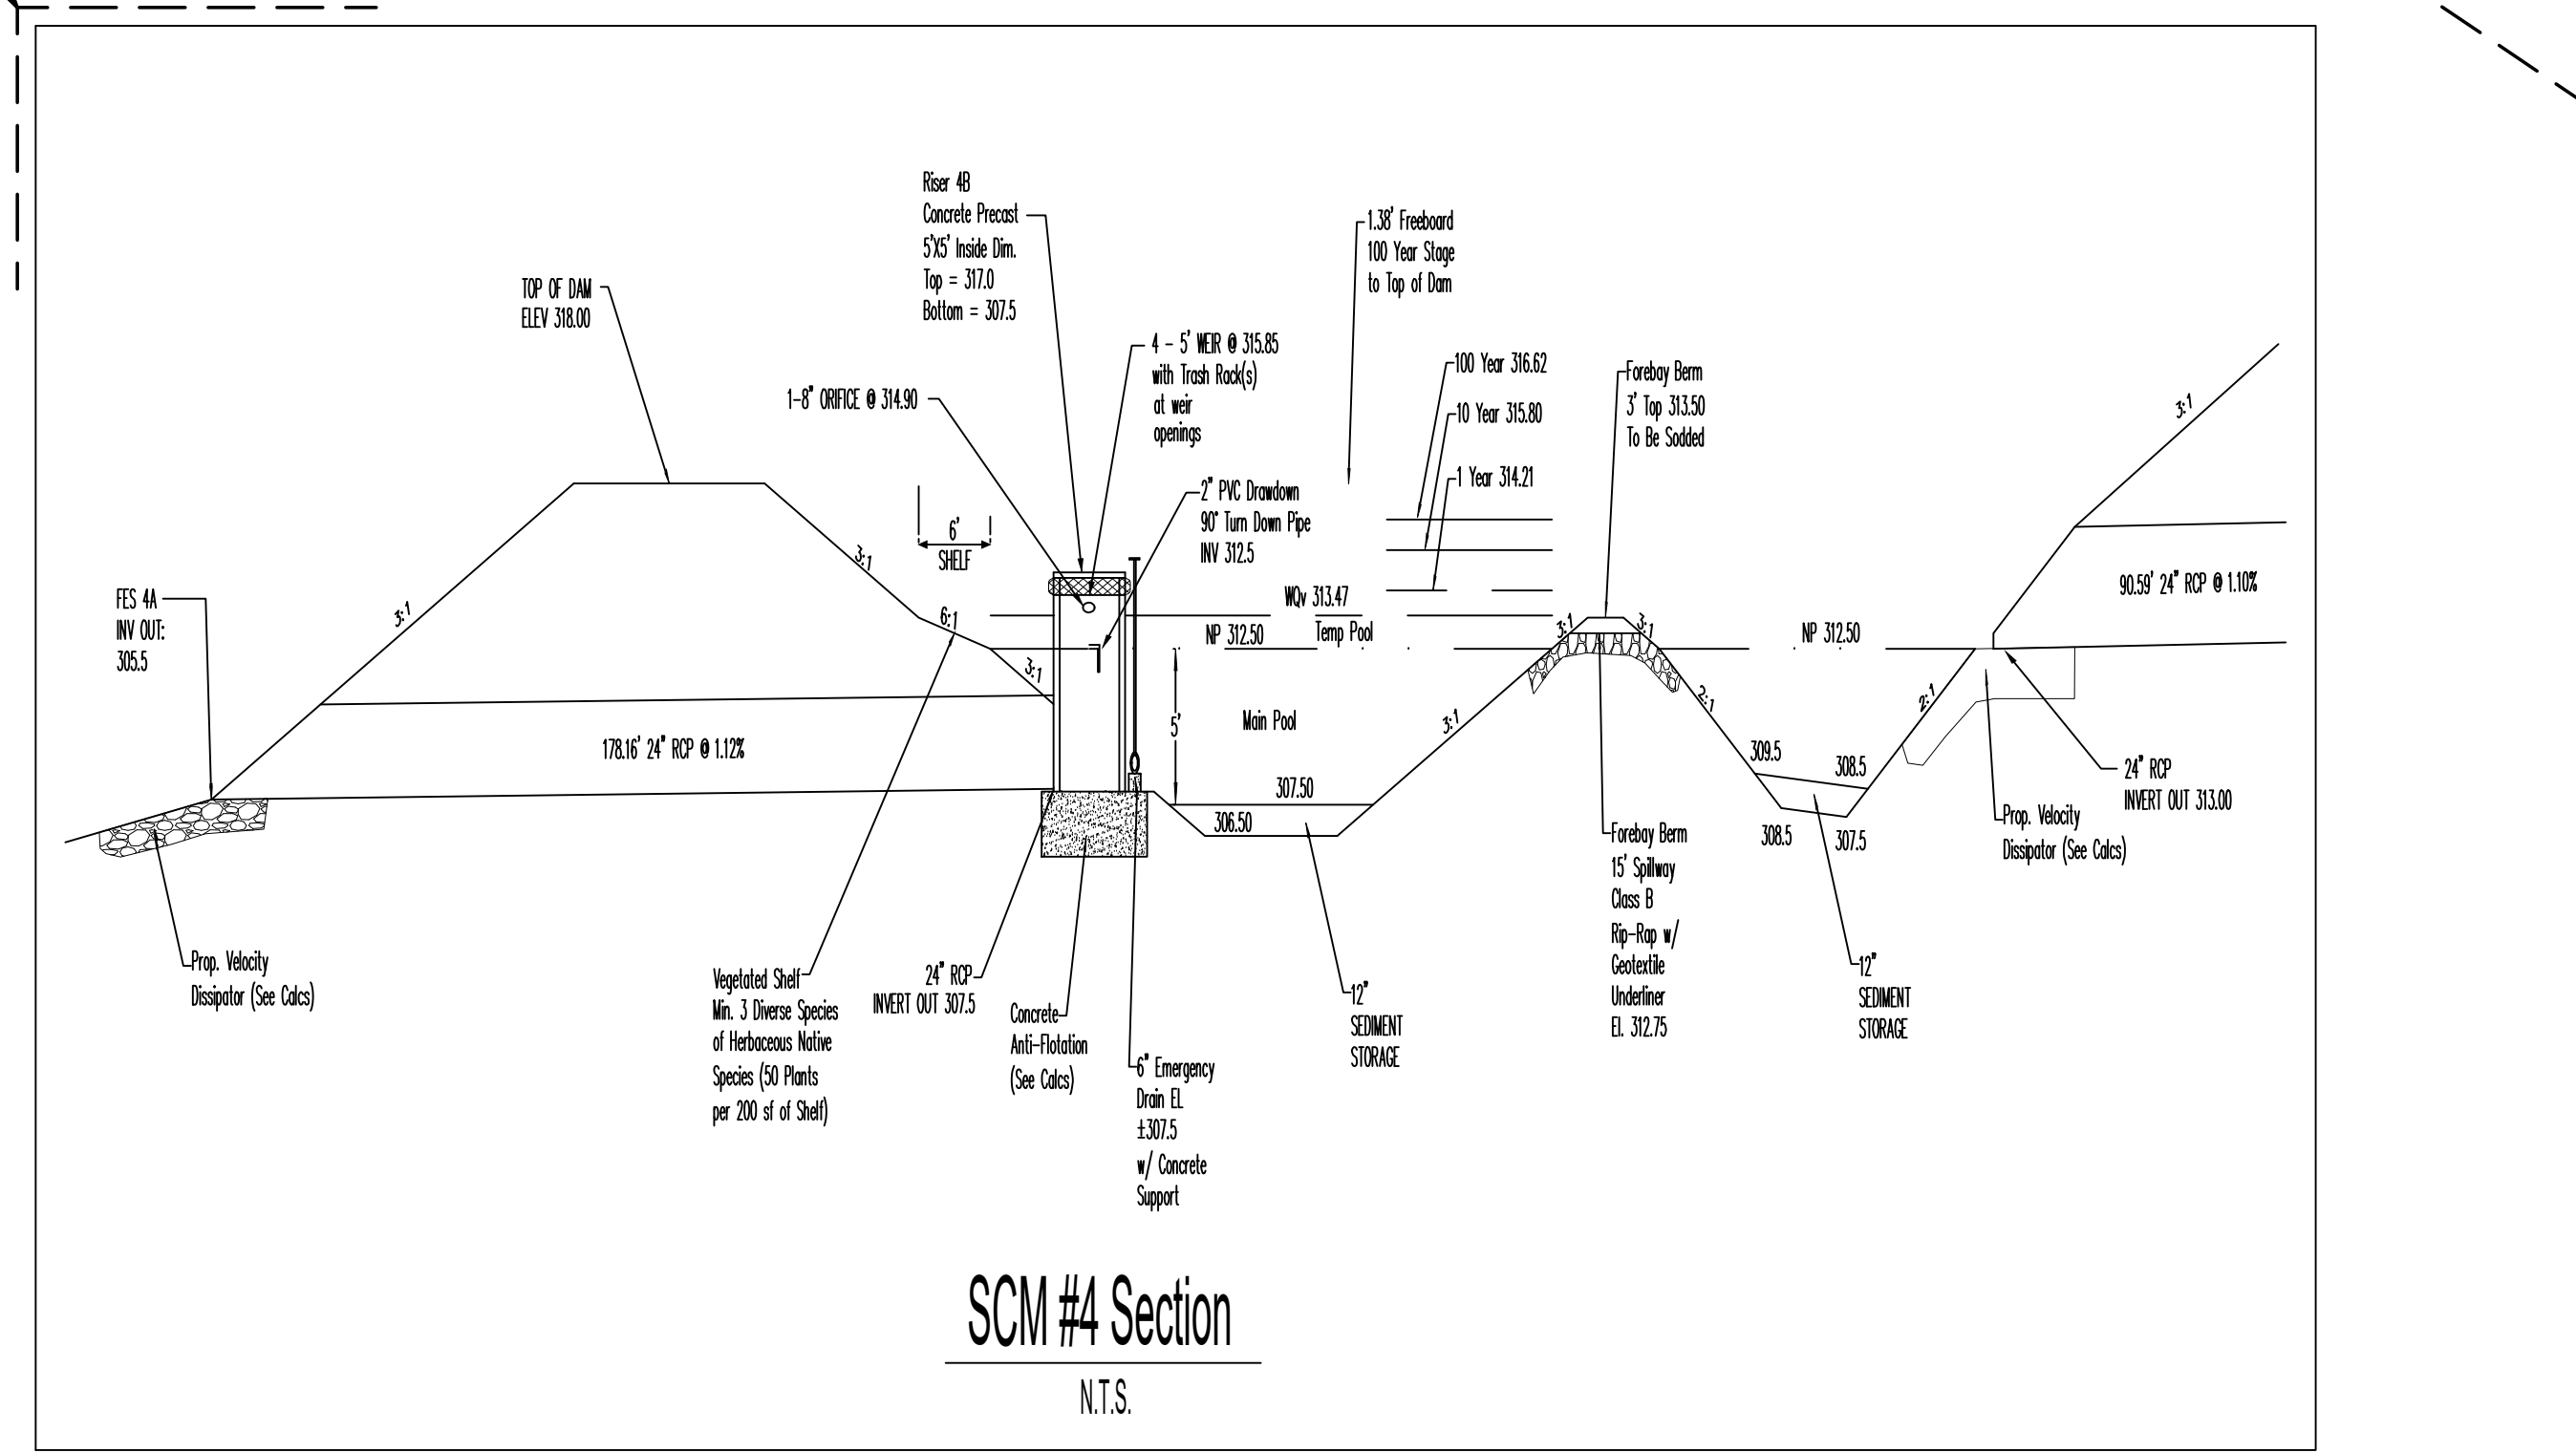 Riser 4B
Concrete Precast
5'X5' Inside Dim.
Top = 317.0
Bottom = 307.5
1.38' Freeboard
100 Year Stage
to Top of Dam
TOP OF DAM
ELEV 318.00
4 - 5' WEIR @ 315.85
with Trash Rack(s)
at weir
openings
1-8" ORIFICE @ 314.90
100 Year 316.62
10 Year 315.80
1 Year 314.21
Forebay Berm
3' Top 313.50
To Be Sodded
3:1
2" PVC Drawdown
90° Turn Down Pipe
INV 312.5
6'
SHELF
3:1
FES 4A
INV OUT:
305.5
3:1
6:1
3:1
WQv 313.47
NP 312.50
Temp Pool
3:1
3:1
NP 312.50
90.59' 24" RCP @ 1.10%
178.16' 24" RCP @ 1.12%
5'
Main Pool
3:1
2:1
2:1
309.5
308.5
307.50
306.50
308.5
307.5
24" RCP
INVERT OUT 313.00
Prop. Velocity
Dissipator (See Calcs)
Forebay Berm
15' Spillway
Class B
Rip-Rap w/
Geotextile
Underliner
El. 312.75
12"
SEDIMENT
STORAGE
Prop. Velocity
Dissipator (See Calcs)
Vegetated Shelf
Min. 3 Diverse Species
of Herbaceous Native
Species (50 Plants
per 200 sf of Shelf)
24" RCP
INVERT OUT 307.5
Concrete
Anti-Flotation
(See Calcs)
6" Emergency
Drain EL
±307.5
w/ Concrete
Support
12"
SEDIMENT
STORAGE
SCM #4 Section
N.T.S.